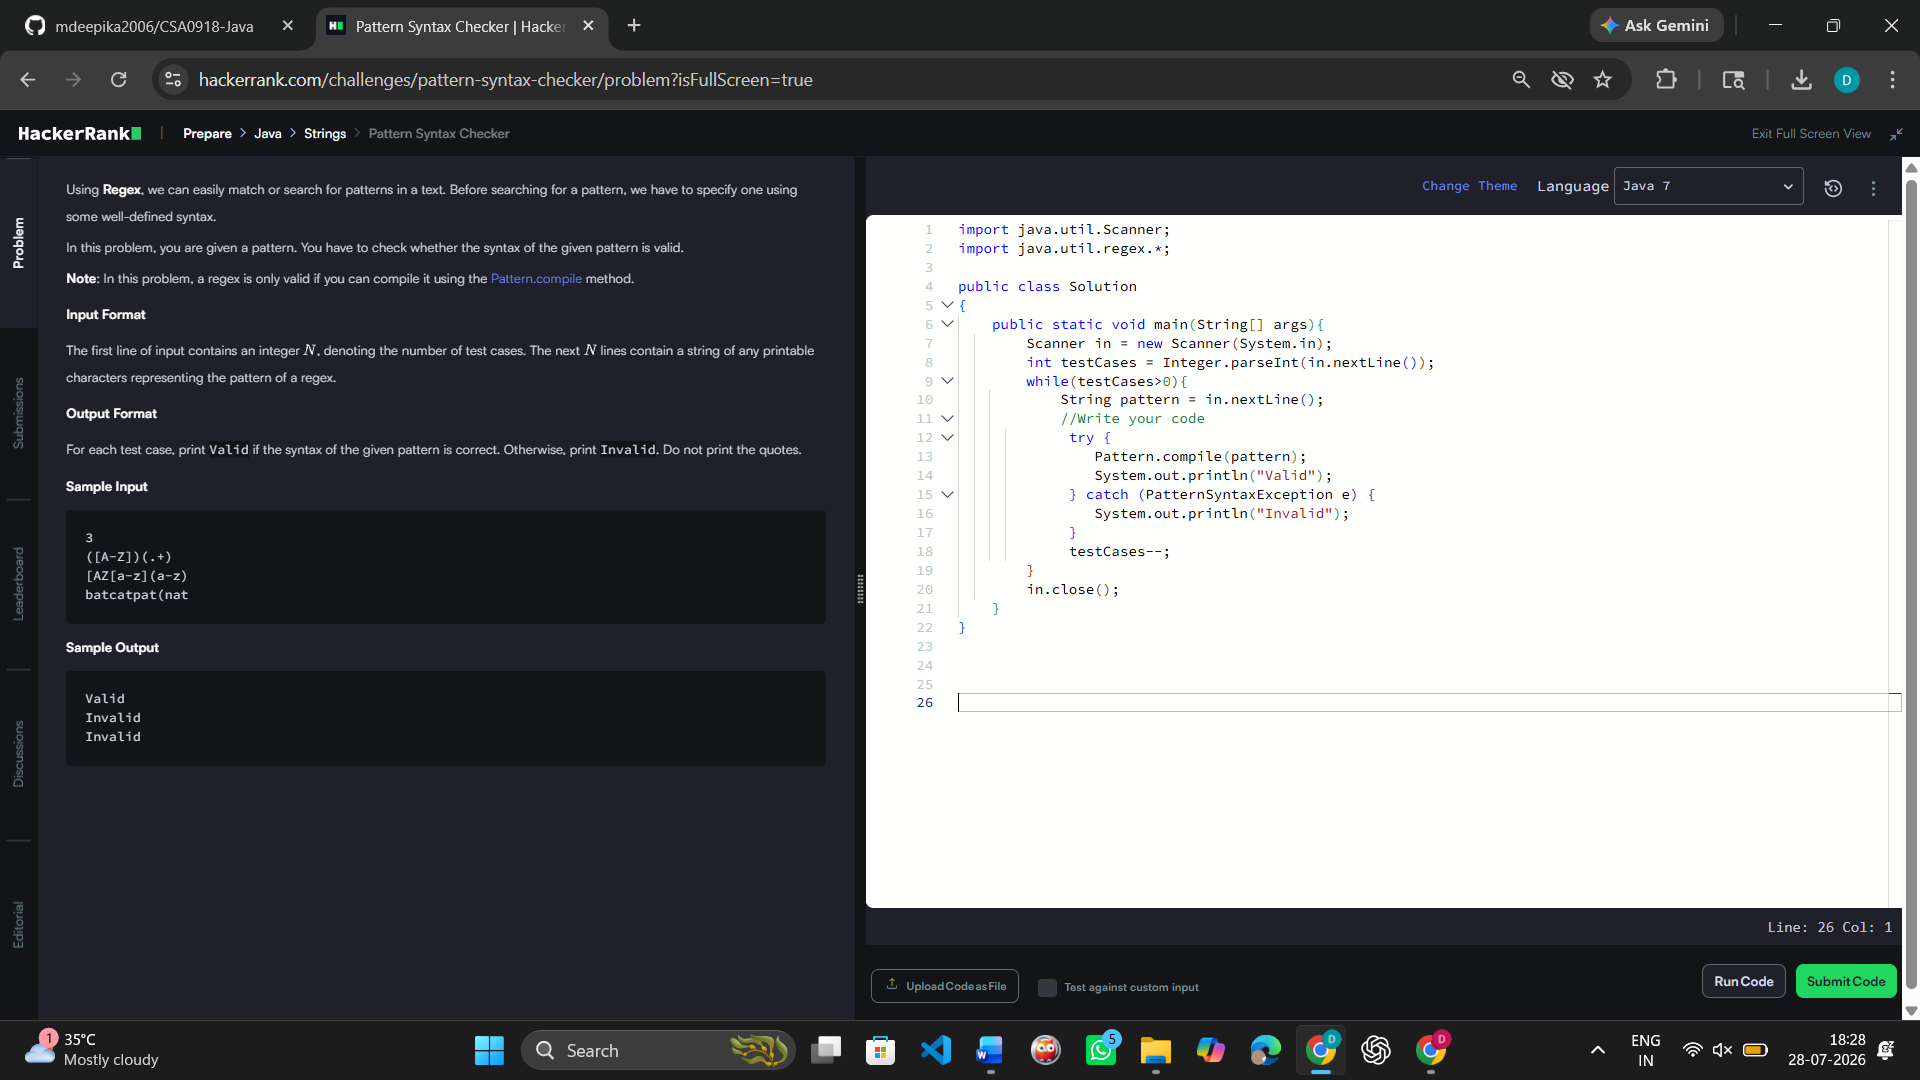 mdeepika2006/CSA0918-Java
Pattern Syntax Checker | Hacker
Ask Gemini
hackerrank.com/challenges/pattern-syntax-checker/problem?isFullScreen=true
D
HackerRank
Prepare > Java > Strings > Pattern Syntax Checker
Exit Full Screen View
Problem
Submissions
Leaderboard
Discussions
Editorial
Using Regex, we can easily match or search for patterns in a text. Before searching for a pattern, we have to specify one using
some well-defined syntax.
In this problem, you are given a pattern. You have to check whether the syntax of the given pattern is valid.
Note: In this problem, a regex is only valid if you can compile it using the Pattern.compile method.
Input Format
The first line of input contains an integer N, denoting the number of test cases. The next N lines contain a string of any printable
characters representing the pattern of a regex.
Output Format
For each test case, print Valid if the syntax of the given pattern is correct. Otherwise, print Invalid. Do not print the quotes.
Sample Input
3
([A-Z])(.+)
[AZ[a-z](a-z)
batcatpat(nat
Sample Output
Valid
Invalid
Invalid
Change Theme
Language
Java 7
1 import java.util.Scanner;
2 import java.util.regex.*;
3
4 public class Solution
5 {
6 public static void main(String[] args){
7 Scanner in = new Scanner(System.in);
8 int testCases = Integer.parseInt(in.nextLine());
9 while(testCases>0){
10 String pattern = in.nextLine();
11 //Write your code
12 try {
13 Pattern.compile(pattern);
14 System.out.println("Valid");
15 } catch (PatternSyntaxException e) {
16 System.out.println("Invalid");
17 }
18 testCases--;
19 }
20 in.close();
21 }
22 }
23
24
25
26
Line: 26 Col: 1
Upload Code as File
Test against custom input
Run Code
Submit Code
1
35°C
Mostly cloudy
Search
5
D
D
ENG
IN
18:28
28-07-2026